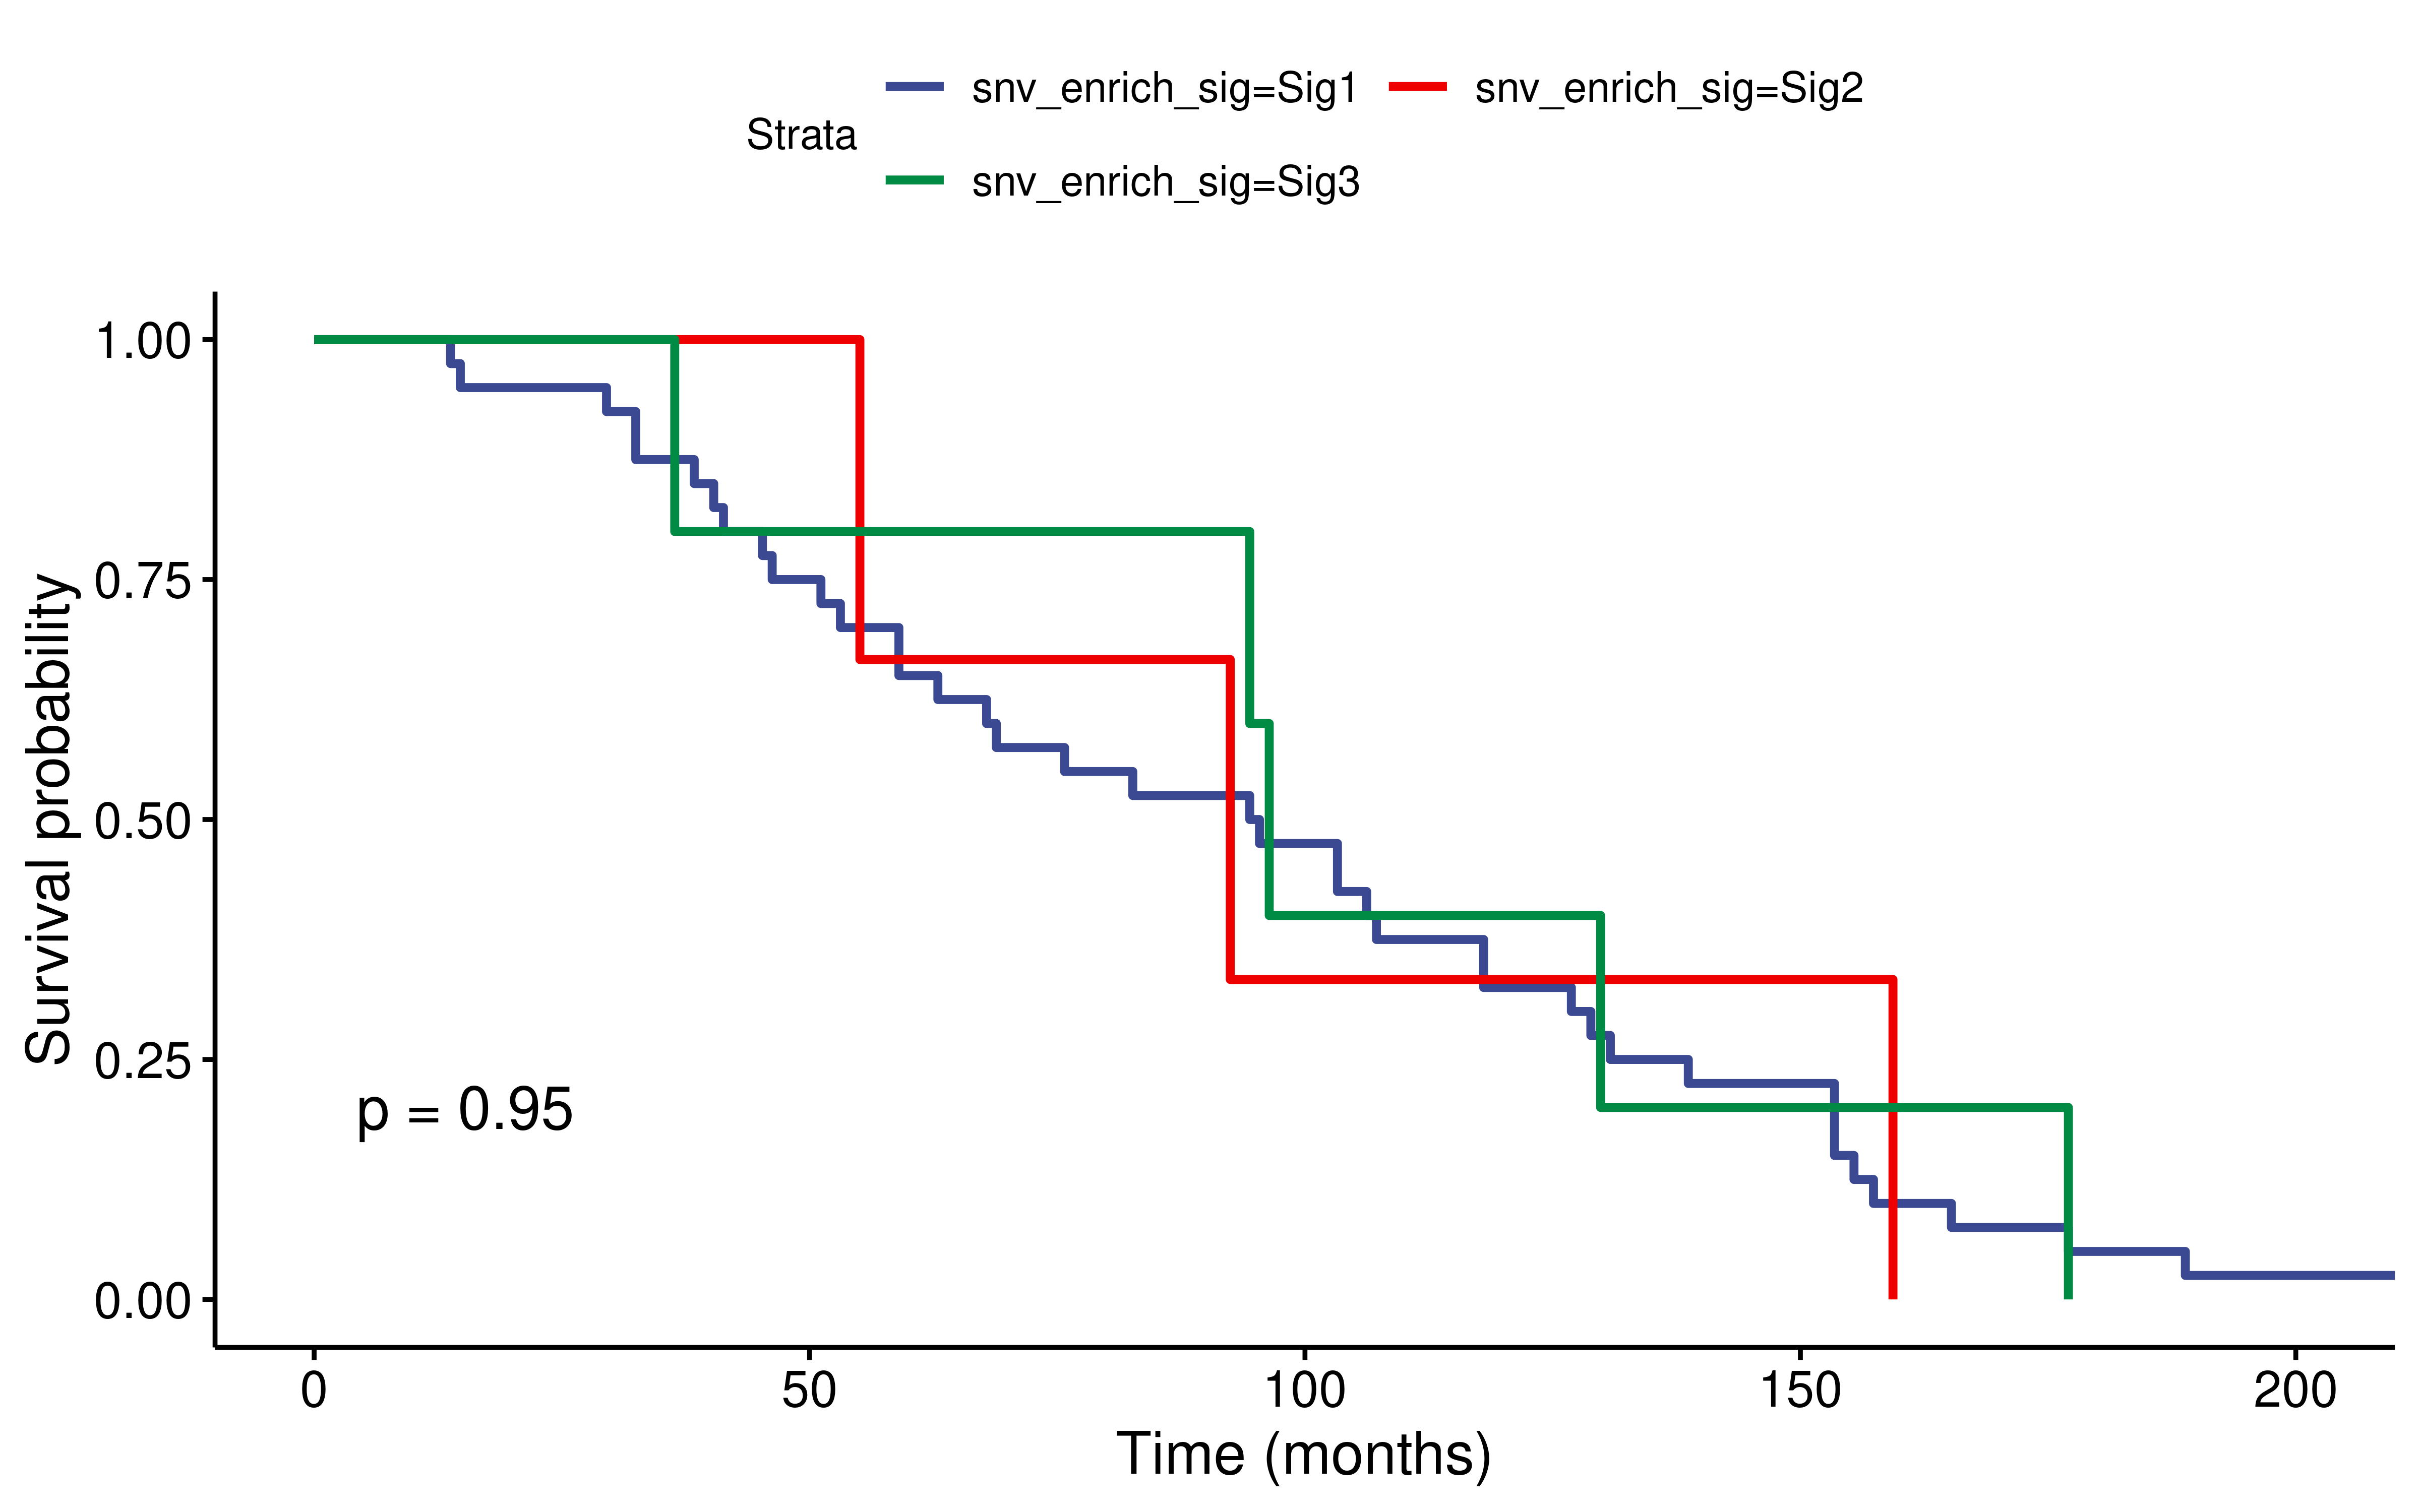 Strata
snv_enrich_sig=Sig1
snv_enrich_sig=Sig2
snv_enrich_sig=Sig3
Survival probability
1.00
0.75
0.50
0.25
0.00
p = 0.95
0 50 100 150 200
Time (months)